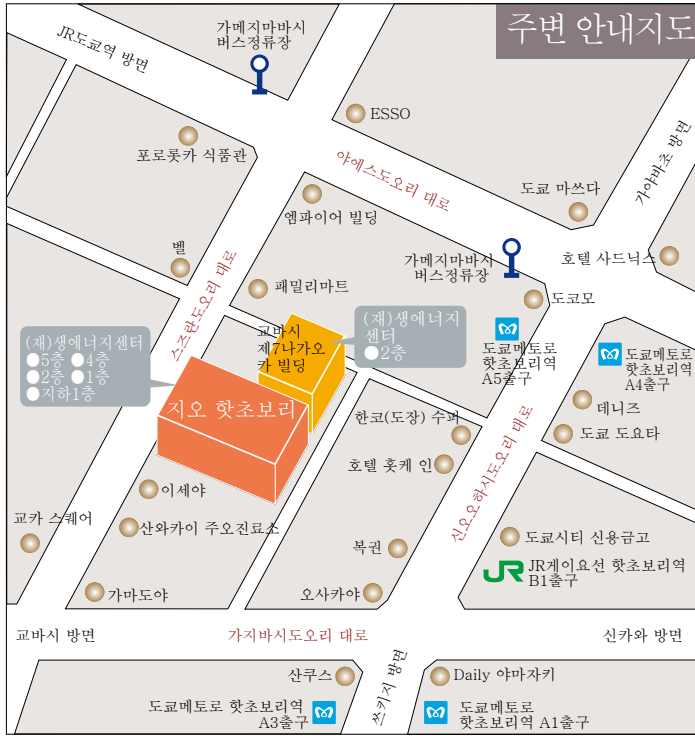 주변 안내지도
가메지마바시
버스정류장
JR도쿄역 방면
ESSO
포로롯카 식품관
야에스도오리 대로
가야바초 방면
도쿄 마쓰다
엠파이어 빌딩
벨
가메지마바시
버스정류장
호텔 사드닉스
스즈란도오리 대로
패밀리마트
도코모
(재)생에너지센터
●5층 ●4층
●2층 ●1층
●지하1층
교바시
제7나가오
카 빌딩
(재)생에너지
센터
●2층
도쿄메토로
핫초보리역
A5출구
도쿄메토로
핫초보리역
A4출구
지오 핫초보리
데니즈
한코(도장) 수퍼
도쿄 도요타
호텔 홋케 인
신오오하시도오리 대로
이세야
교카 스퀘어
산와카이 주오진료소
복권
도쿄시티 신용금고
JR
JR게이요선 핫초보리역
B1출구
가마도야
오사카야
교바시 방면
가지바시도오리 대로
신카와 방면
쓰키지 방면
산쿠스
Daily 야마자키
도쿄메토로 핫초보리역
A3출구
도쿄메토로
핫초보리역 A1출구